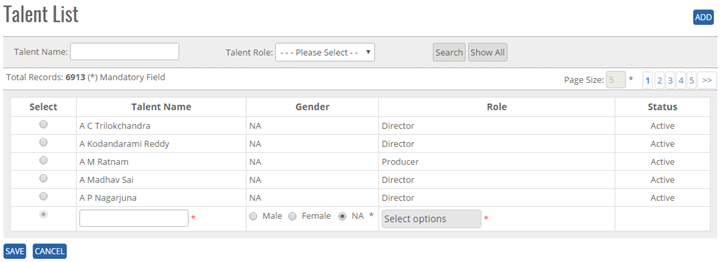 Talent List
ADD
Talent Name: Talent Role: - - - Please Select - - Search Show All
Total Records: 6913 (*) Mandatory Field Page Size: 5 * 1 2 3 4 5 >>
Select Talent Name Gender Role Status
A C Trilokchandra NA Director Active
A Kodandarami Reddy NA Director Active
A M Ratnam NA Producer Active
A Madhav Sai NA Director Active
A P Nagarjuna NA Director Active
* Male Female NA * Select options *
SAVE CANCEL